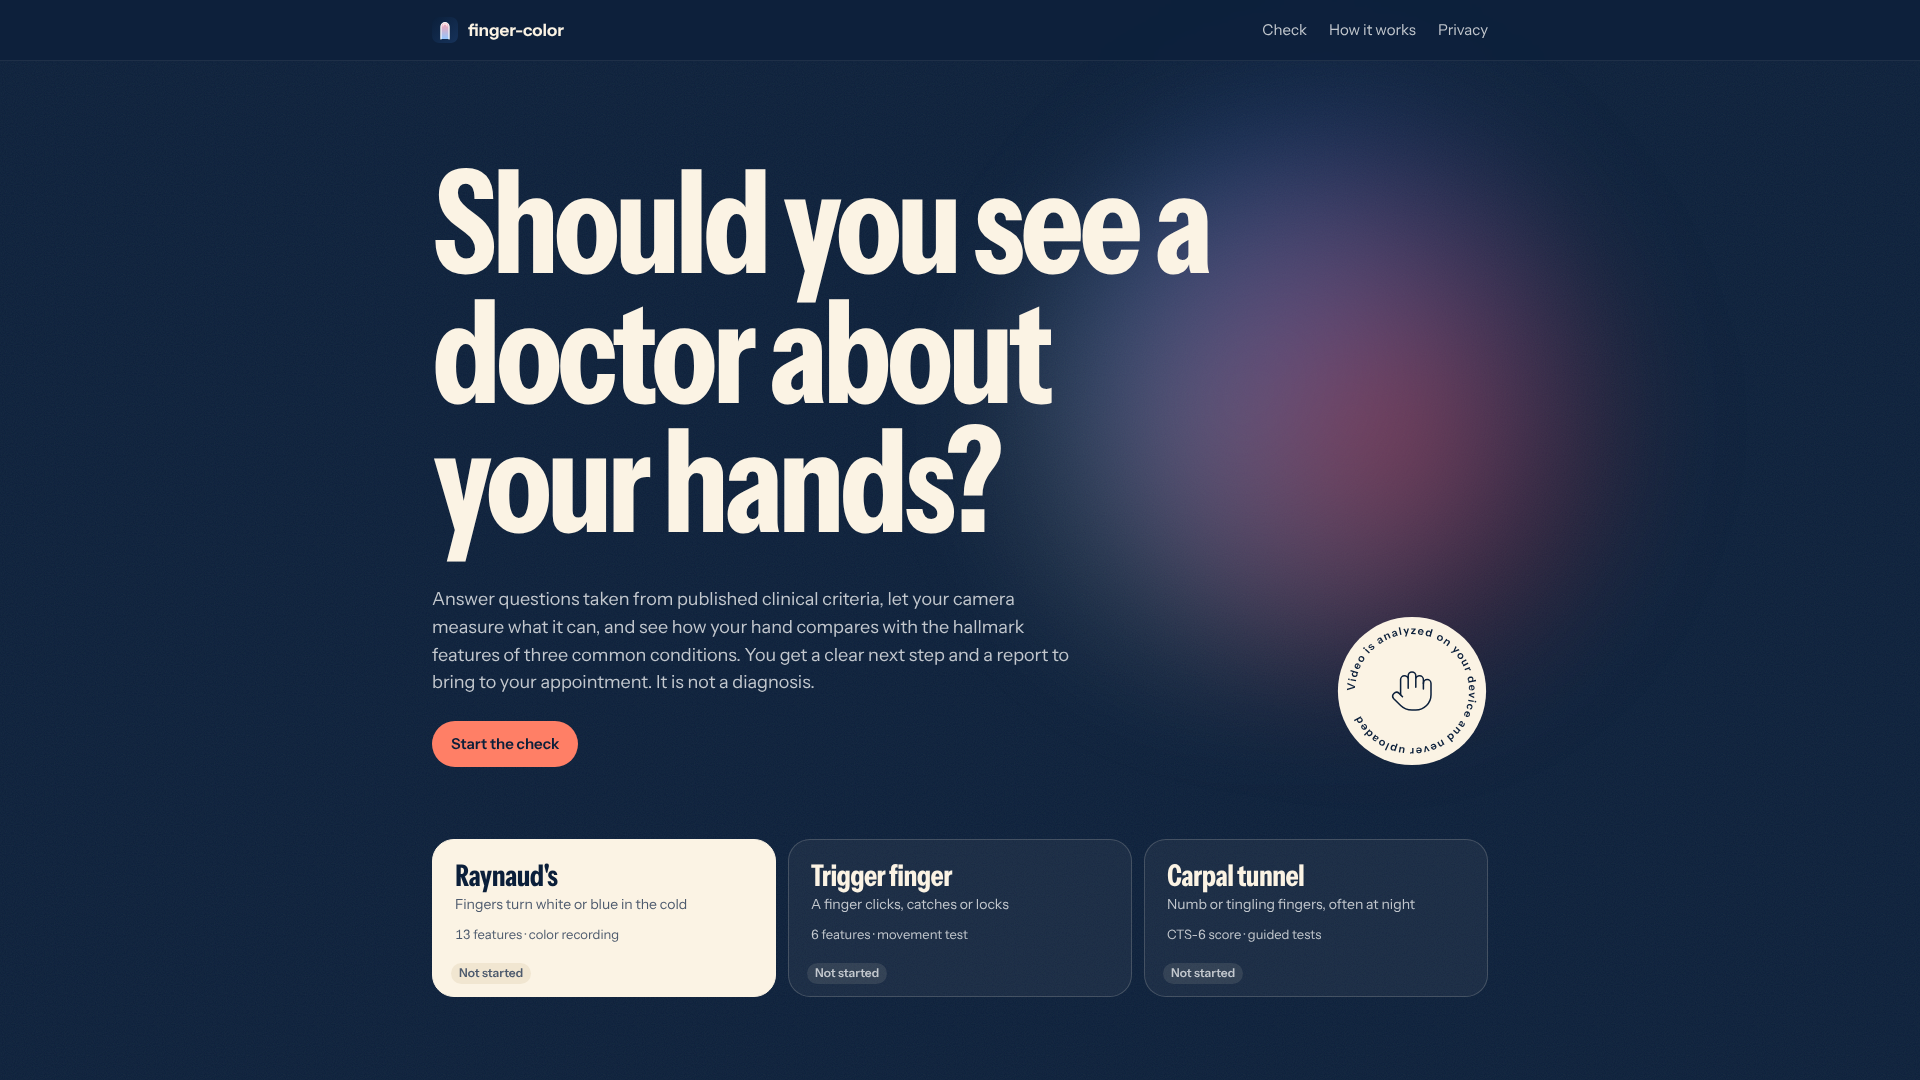 finger-color
Check
How it works
Privacy
Should you see a
doctor about
your hands?
Answer questions taken from published clinical criteria, let your camera
measure what it can, and see how your hand compares with the hallmark
features of three common conditions. You get a clear next step and a report to
bring to your appointment. It is not a diagnosis.
Start the check
Video is analyzed on your device and never uploaded
Raynaud's
Fingers turn white or blue in the cold
13 features · color recording
Not started
Trigger finger
A finger clicks, catches or locks
6 features · movement test
Not started
Carpal tunnel
Numb or tingling fingers, often at night
CTS-6 score · guided tests
Not started